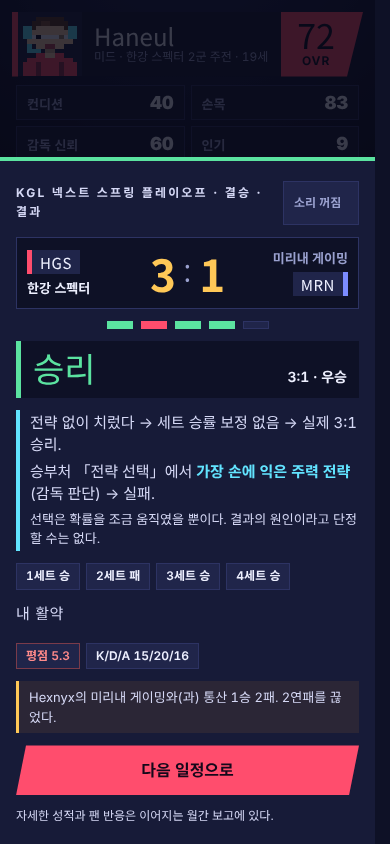 Haneul
미드 · 한강 스펙터 2군 주전 · 19세
72
OVR
컨디션 40
손목 83
감독 신뢰 60
인기 9
KGL 넥스트 스프링 플레이오프 · 결승 ·
결과
소리 꺼짐
HGS
한강 스펙터
3 : 1
미리내 게이밍
MRN
승리
3:1 · 우승
전략 없이 치렀다 → 세트 승률 보정 없음 → 실제 3:1
승리.
승부처 「전략 선택」에서 가장 손에 익은 주력 전략
(감독 판단) → 실패.
선택은 확률을 조금 움직였을 뿐이다. 결과의 원인이라고 단정
할 수는 없다.
1세트 승
2세트 패
3세트 승
4세트 승
내 활약
평점 5.3
K/D/A 15/20/16
Hexnyx의 미리내 게이밍와(과) 통산 1승 2패. 2연패를 끊
었다.
다음 일정으로
자세한 성적과 팬 반응은 이어지는 월간 보고에 있다.